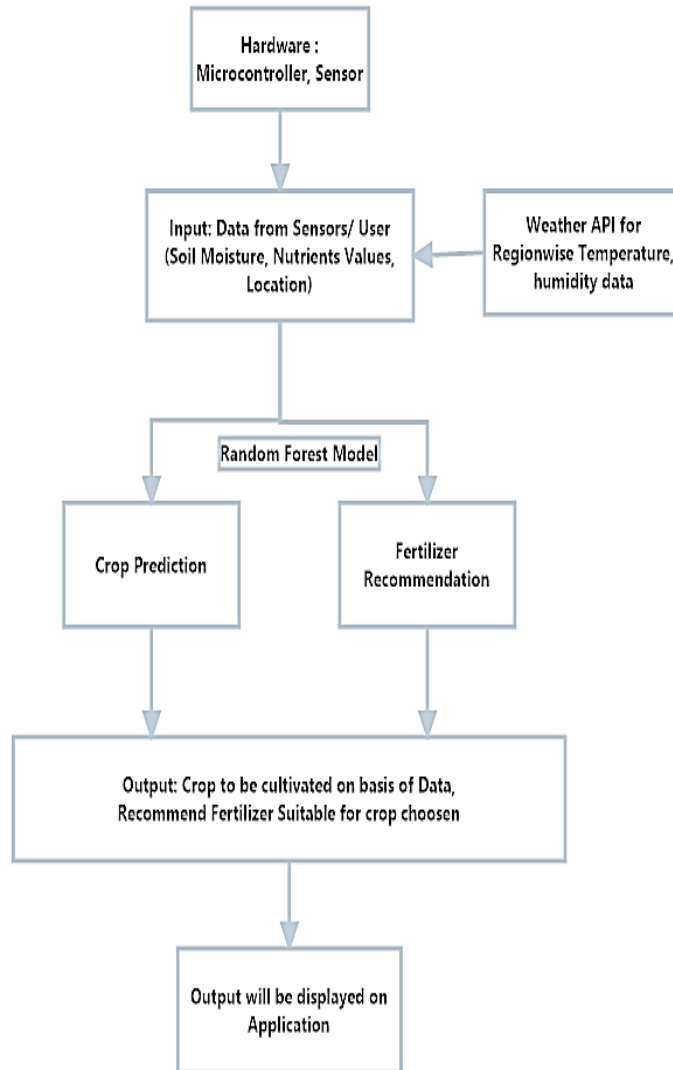 Hardware :
Microcontroller, Sensor
Input: Data from Sensors/ User
(Soil Moisture, Nutrients Values,
Location)
Weather API for
Regionwise Temperature,
humidity data
Random Forest Model
Crop Prediction
Fertilizer
Recommendation
Output: Crop to be cultivated on basis of Data,
Recommend Fertilizer Suitable for crop choosen
Output will be displayed on
Application